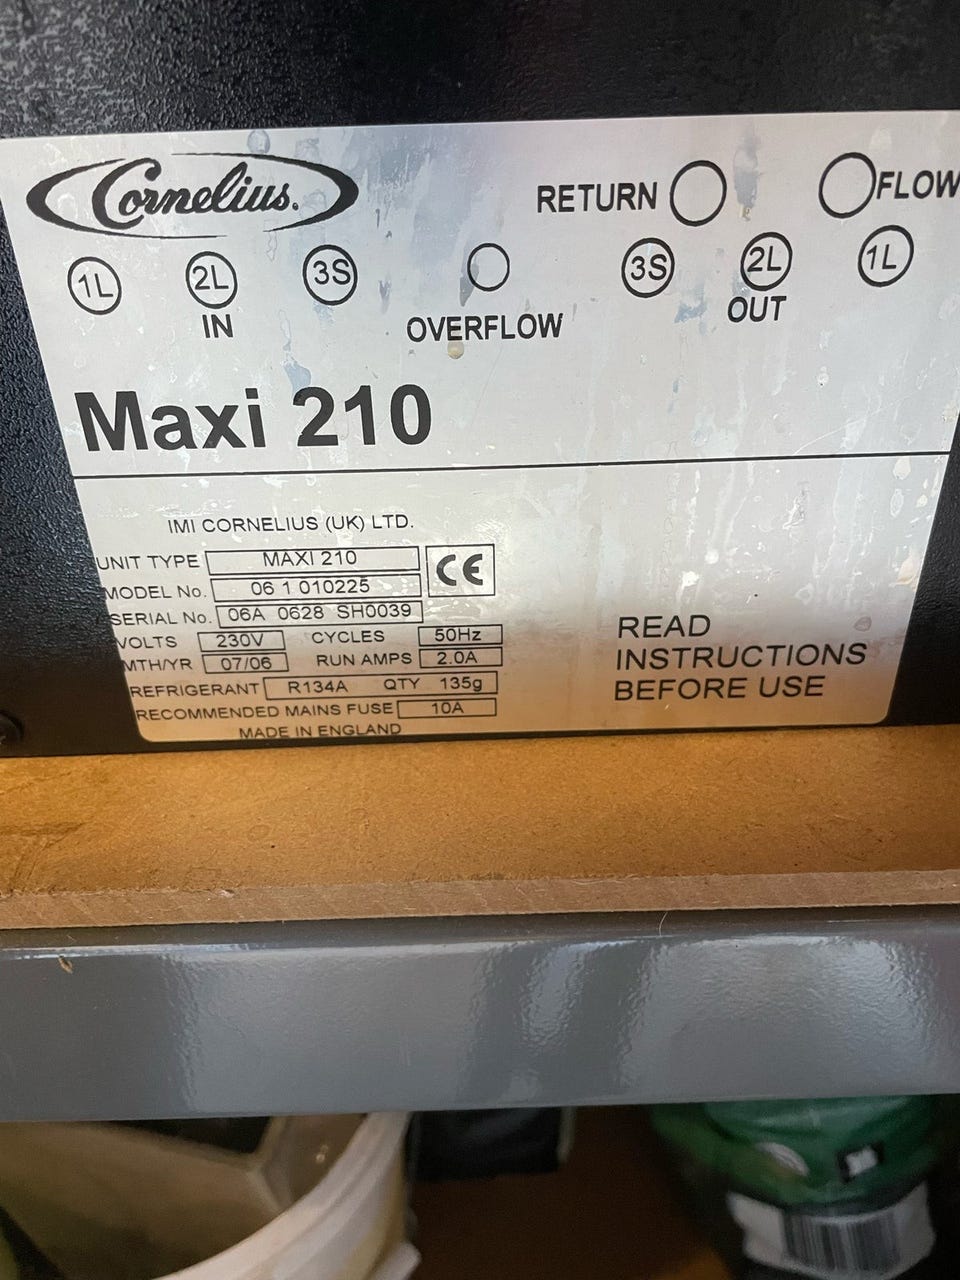 Cornelius.
RETURN FLOW
1L 2L 3S 3S 2L 1L
IN OVERFLOW OUT
Maxi 210
IMI CORNELIUS (UK) LTD.
UNIT TYPE MAXI 210 CE
MODEL No. 06 1 010225
SERIAL No. 06A 0628 SH0039
VOLTS 230V CYCLES 50Hz
MTH/YR 07/06 RUN AMPS 2.0A
REFRIGERANT R134A QTY 135g
RECOMMENDED MAINS FUSE 10A
MADE IN ENGLAND
READ
INSTRUCTIONS
BEFORE USE